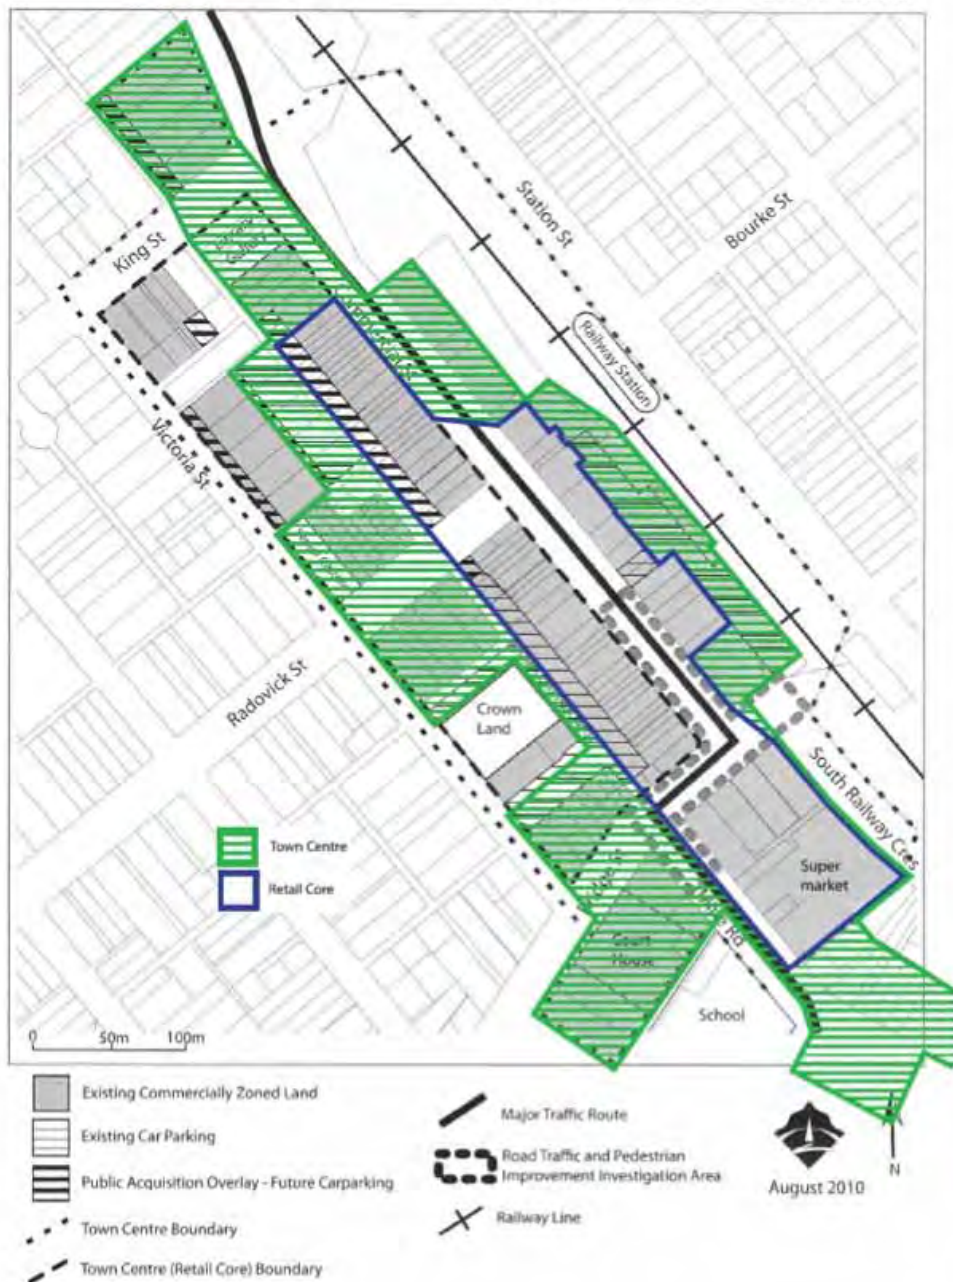 Station St
Bourke St
King St
Railway Station
Victoria St
Radovick St
Crown
Land
South Railway Cres
Town Centre
Retail Core
Super
market
Court
House
School
0 50m 100m
Existing Commercially Zoned Land
Existing Car Parking
Public Acquisition Overlay - Future Carparking
Town Centre Boundary
Town Centre (Retail Core) Boundary
Major Traffic Route
Road Traffic and Pedestrian
Improvement Investigation Area
Railway Line
August 2010
N